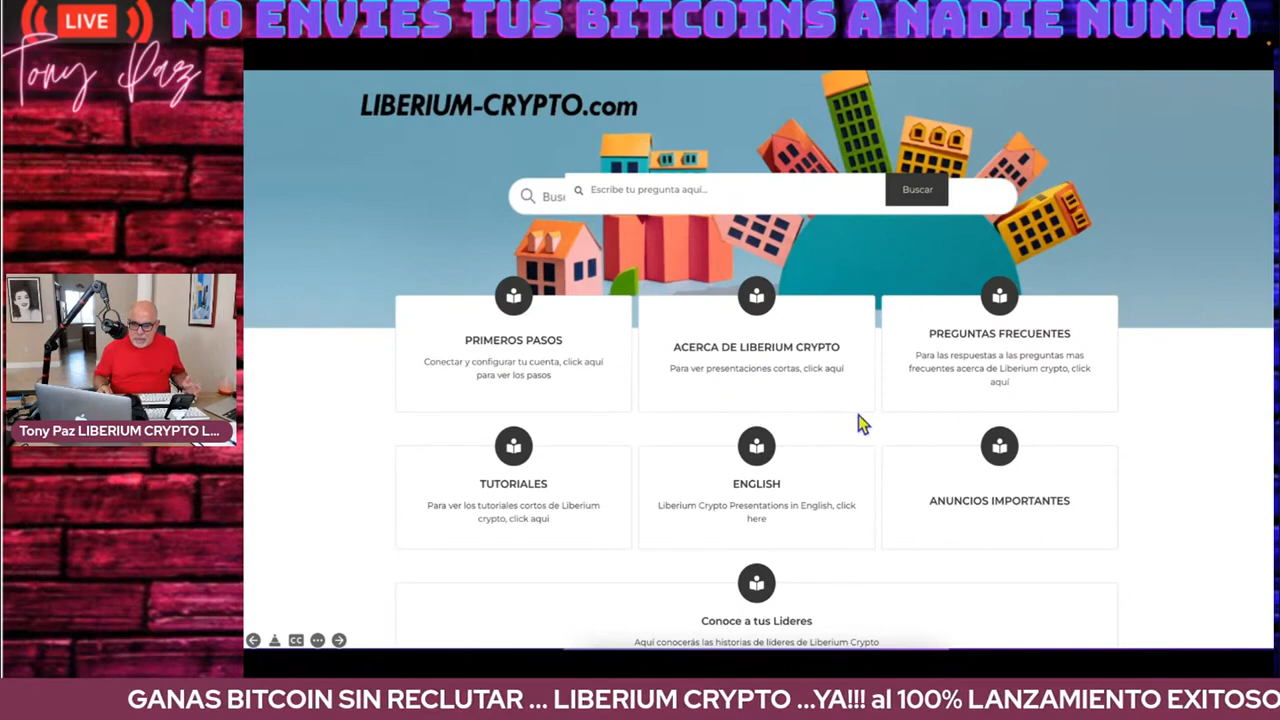 LIVE
NO ENVIES TUS BITCOINS A NADIE NUNCA
Tony Paz
LIBERIUM-CRYPTO.com
Escribe tu pregunta aquí...
Buscar
PRIMEROS PASOS
Conectar y configurar tu cuenta, click aquí
para ver los pasos
ACERCA DE LIBERIUM CRYPTO
Para ver presentaciones cortas, click aquí
PREGUNTAS FRECUENTES
Para las respuestas a las preguntas mas
frecuentes acerca de Liberium crypto, click
aquí
Tony Paz LIBERIUM CRYPTO L...
TUTORIALES
Para ver los tutoriales cortos de Liberium
crypto, click aqui
ENGLISH
Liberium Crypto Presentations in English, click
here
ANUNCIOS IMPORTANTES
Conoce a tus Lideres
Aquí conocerás las historias de líderes de Liberium Crypto
CC
GANAS BITCOIN SIN RECLUTAR ... LIBERIUM CRYPTO ...YA!!! al 100% LANZAMIENTO EXITOSO